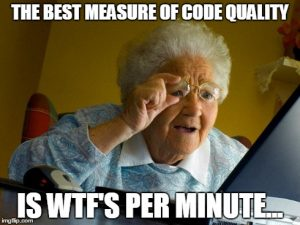 THE BEST MEASURE OF CODE QUALITY
IS WTF'S PER MINUTE...
imgflip.com